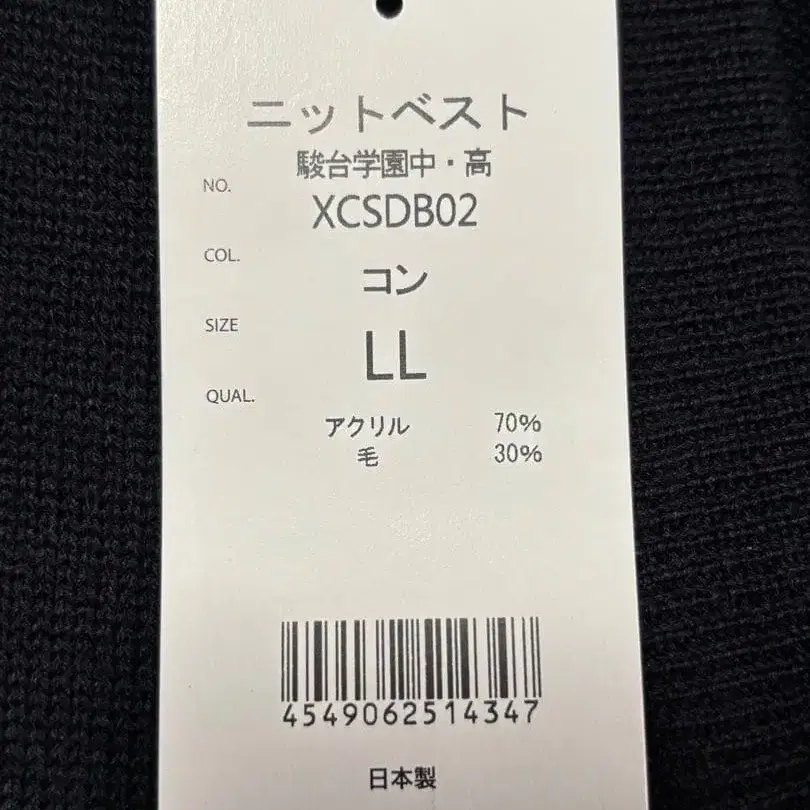 ニットベスト
駿台学園中・高
NO. XCSDB02
COL. コン
SIZE LL
QUAL.
アクリル 70%
毛 30%
4549062514347
日本製